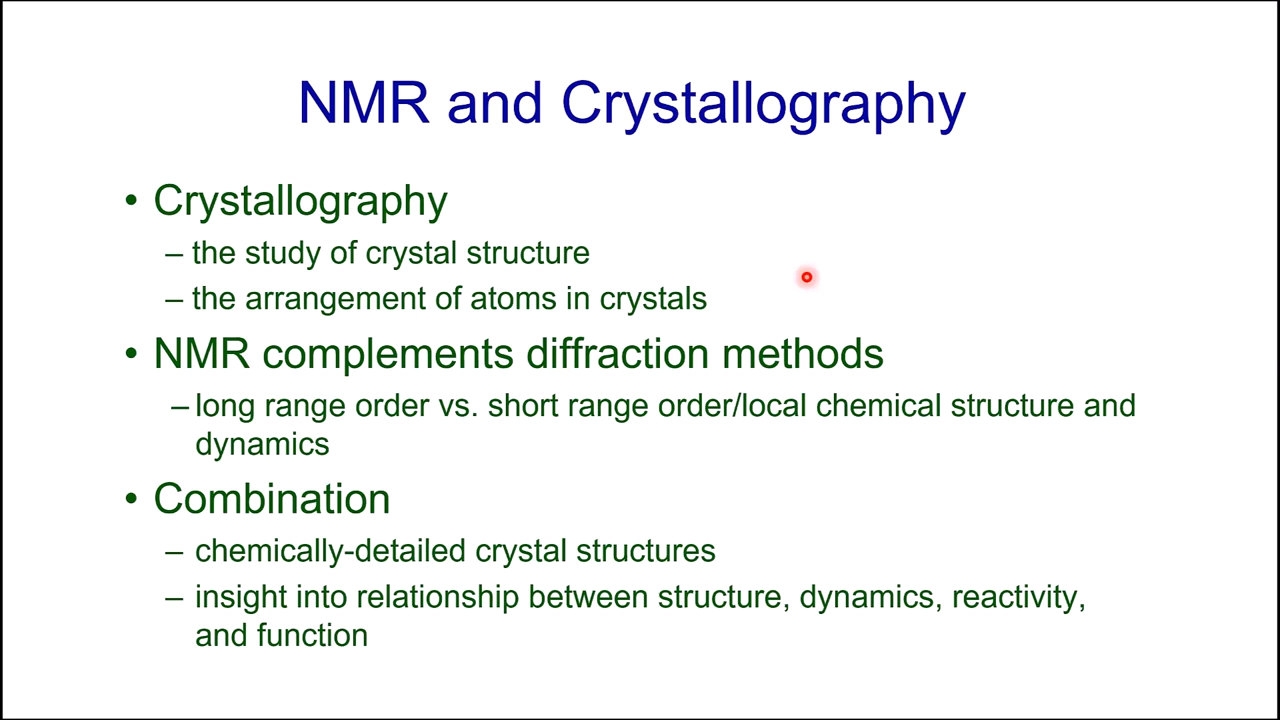 NMR and Crystallography
• Crystallography
– the study of crystal structure
– the arrangement of atoms in crystals
• NMR complements diffraction methods
– long range order vs. short range order/local chemical structure and
dynamics
• Combination
– chemically-detailed crystal structures
– insight into relationship between structure, dynamics, reactivity,
and function